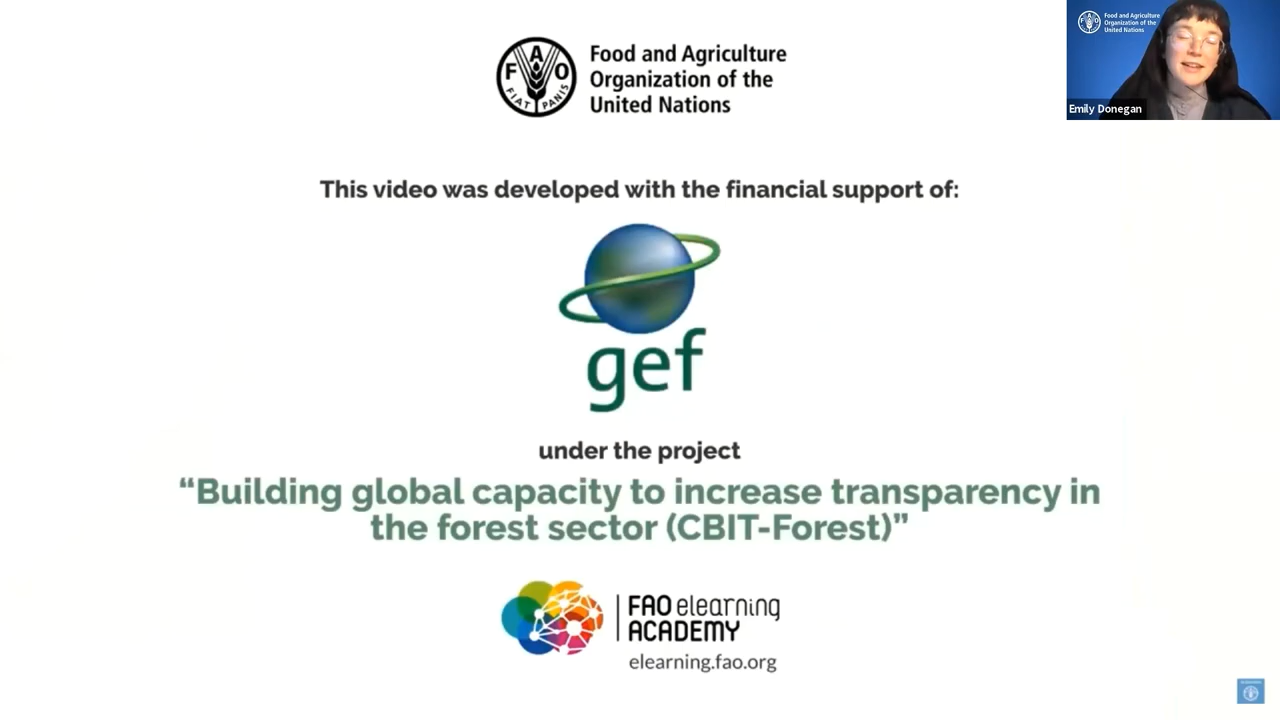 Food and Agriculture
Organization of the
United Nations
F A O
FIAT PANIS
Food and Agriculture
Organization of the
United Nations
F A O
Emily Donegan
This video was developed with the financial support of:
gef
under the project
“Building global capacity to increase transparency in
the forest sector (CBIT-Forest)”
FAO elearning
ACADEMY
elearning.fao.org